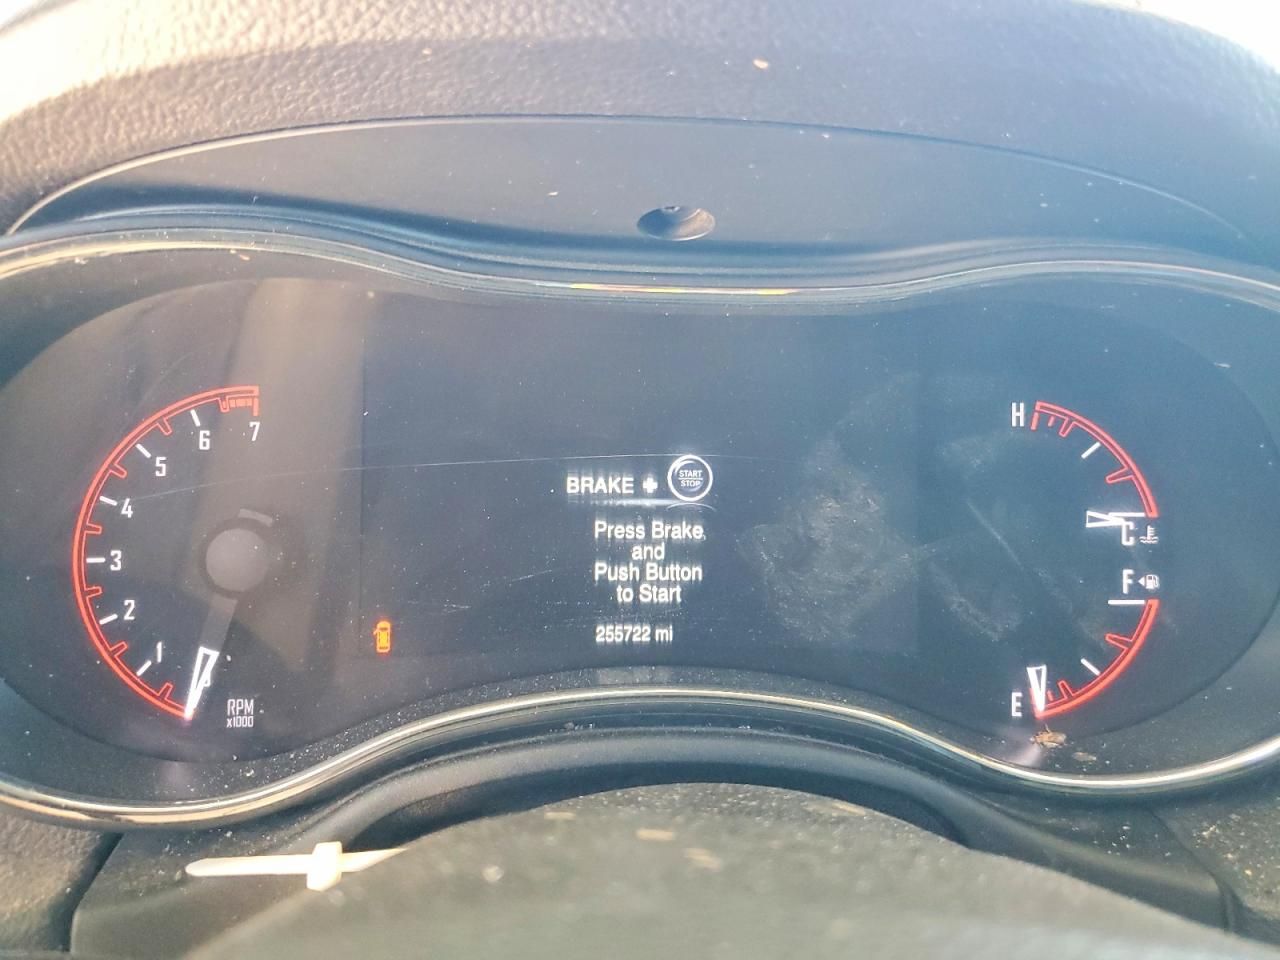 7
6
5
4
3
2
1
RPM
x1000
BRAKE + START
STOP
Press Brake
and
Push Button
to Start
255722 mi
H
C
F
E